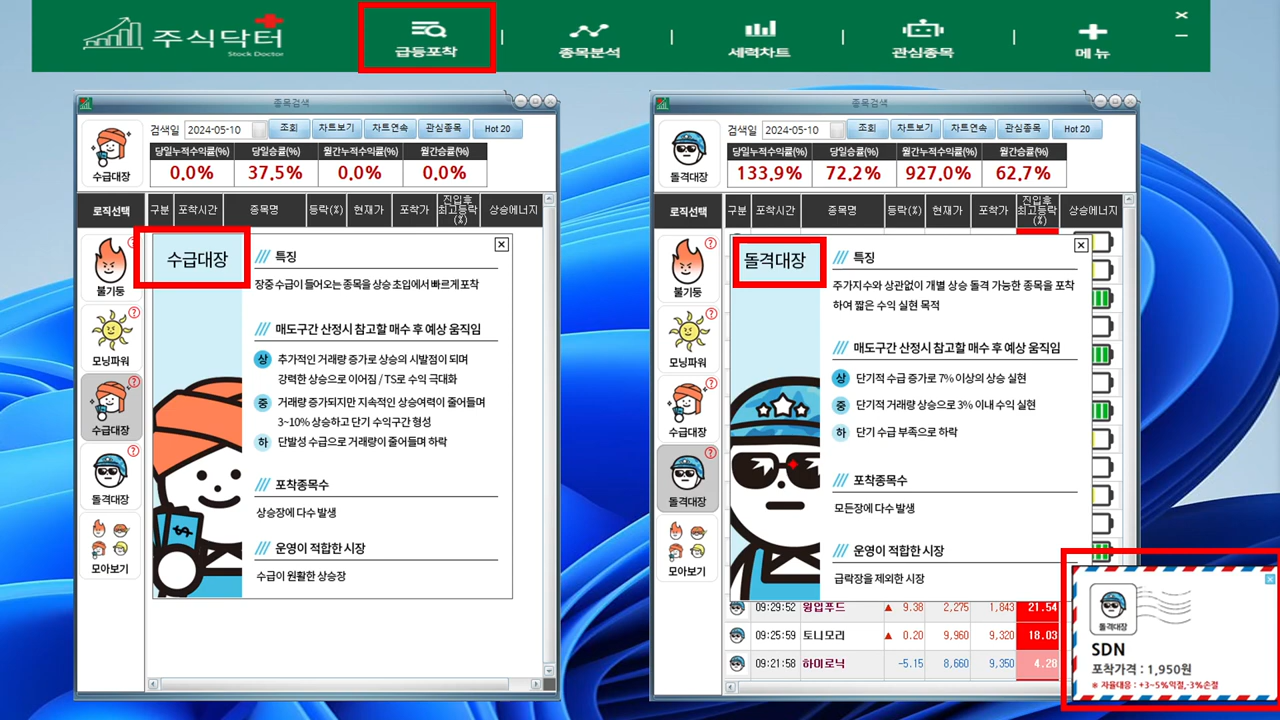 주식닥터
Stock Doctor
급등포착
종목분석
세력차트
관심종목
메뉴
종목검색
수급대장
검색일 2024-05-10 조회 차트보기 차트연속 관심종목 Hot 20
당일누적수익률(%) 당일승률(%) 월간누적수익률(%) 월간승률(%)
0.0% 37.5% 0.0% 0.0%
로직선택
구분 포착시간 종목명 등락(%) 현재가 포착가 진입후 최고등락 (%) 상승에너지
불기둥
모닝파워
수급대장
돌격대장
모아보기
수급대장
/// 특징
장중 수급이 들어오는 종목을 상승 초입에서 빠르게 포착
/// 매도구간 산정시 참고할 매수 후 예상 움직임
상 추가적인 거래량 증가로 상승의 시발점이 되며
강력한 상승으로 이어짐 / TS로 수익 극대화
중 거래량 증가되지만 지속적인 상승여력이 줄어들며
3~10% 상승하고 단기 수익구간 형성
하 단발성 수급으로 거래량이 줄어들며 하락
/// 포착종목수
상승장에 다수 발생
/// 운영이 적합한 시장
수급이 원활한 상승장
종목검색
돌격대장
검색일 2024-05-10 조회 차트보기 차트연속 관심종목 Hot 20
당일누적수익률(%) 당일승률(%) 월간누적수익률(%) 월간승률(%)
133.9% 72.2% 927.0% 62.7%
로직선택
구분 포착시간 종목명 등락(%) 현재가 포착가 진입후 최고등락 (%) 상승에너지
불기둥
모닝파워
수급대장
돌격대장
모아보기
돌격대장
/// 특징
주가지수와 상관없이 개별 상승 돌격 가능한 종목을 포착
하여 짧은 수익 실현 목적
/// 매도구간 산정시 참고할 매수 후 예상 움직임
상 단기적 수급 증가로 7% 이상의 상승 실현
중 단기적 거래량 상승으로 3% 이내 수익 실현
하 단기 수급 부족으로 하락
/// 포착종목수
모든장에 다수 발생
/// 운영이 적합한 시장
급락장을 제외한 시장
09:29:52 윙입푸드 ▲ 9.38 2,275 1,843 21.54
09:25:59 토니모리 ▲ 0.20 9,960 9,320 18.03
09:21:58 하이로닉 -5.15 8,660 9,350 4.28
돌격대장
SDN
포착가격 : 1,950원
※ 자율대응 : +3~5%익절,-3%손절